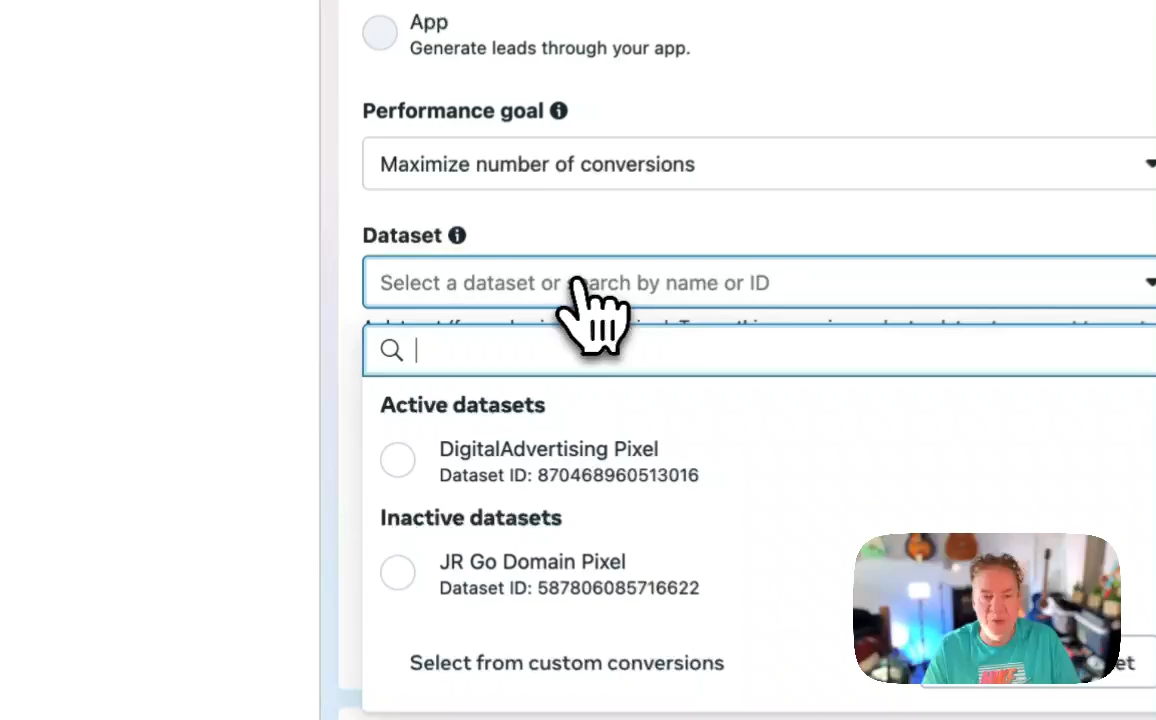 App
Generate leads through your app.
Performance goal
Maximize number of conversions
Dataset
Select a dataset or search by name or ID
Active datasets
DigitalAdvertising Pixel
Dataset ID: 870468960513016
Inactive datasets
JR Go Domain Pixel
Dataset ID: 587806085716622
Select from custom conversions